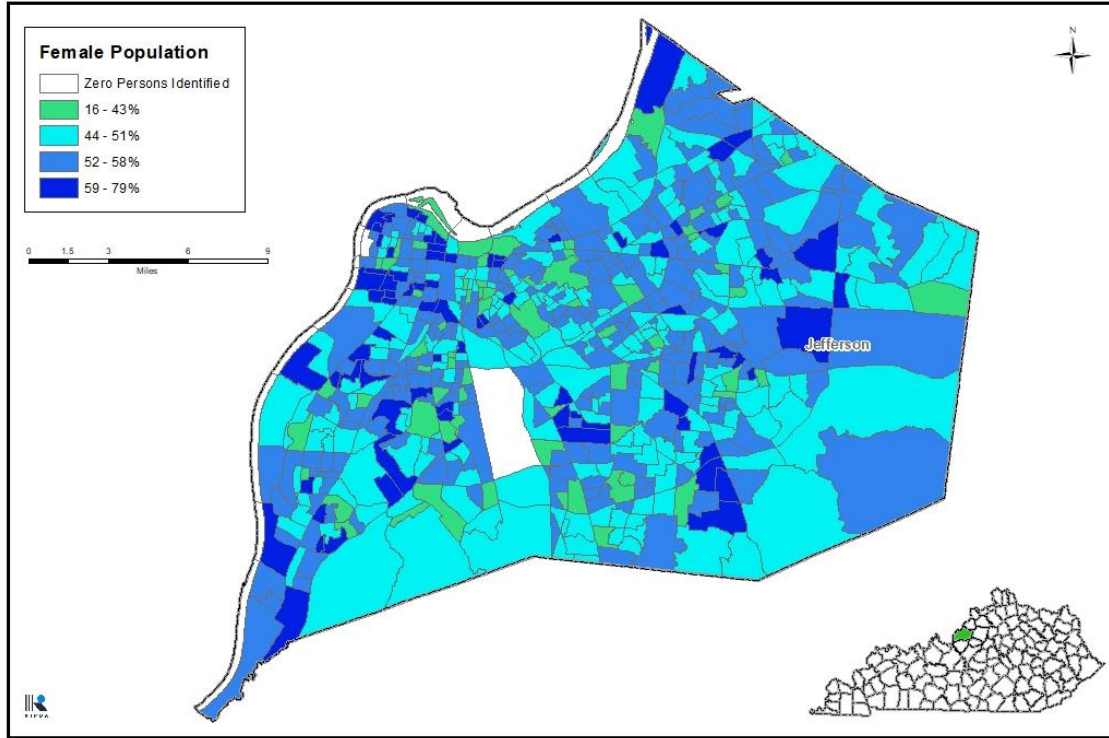 Female Population
Zero Persons Identified
16 - 43%
44 - 51%
52 - 58%
59 - 79%
0 1.5 3 6 9
Miles
N
Jefferson
KIPDA